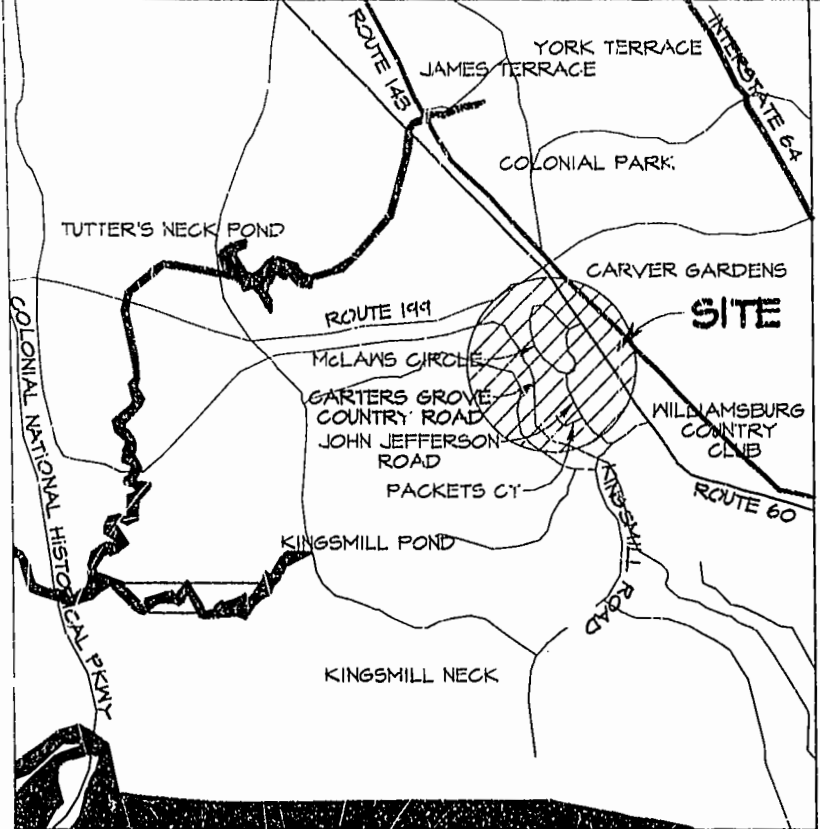 ROUTE 143
YORK TERRACE
JAMES TERRACE
INTERSTATE 64
COLONIAL PARK
TUTTER'S NECK POND
CARVER GARDENS
SITE
ROUTE 199
COLONIAL NATIONAL HISTORICAL PKWY
McLAWS CIRCLE
CARTERS GROVE
COUNTRY ROAD
JOHN JEFFERSON
ROAD
WILLIAMSBURG
COUNTRY
CLUB
PACKETS CT
ROUTE 60
KINGSMILL POND
KINGSMILL ROAD
KINGSMILL NECK